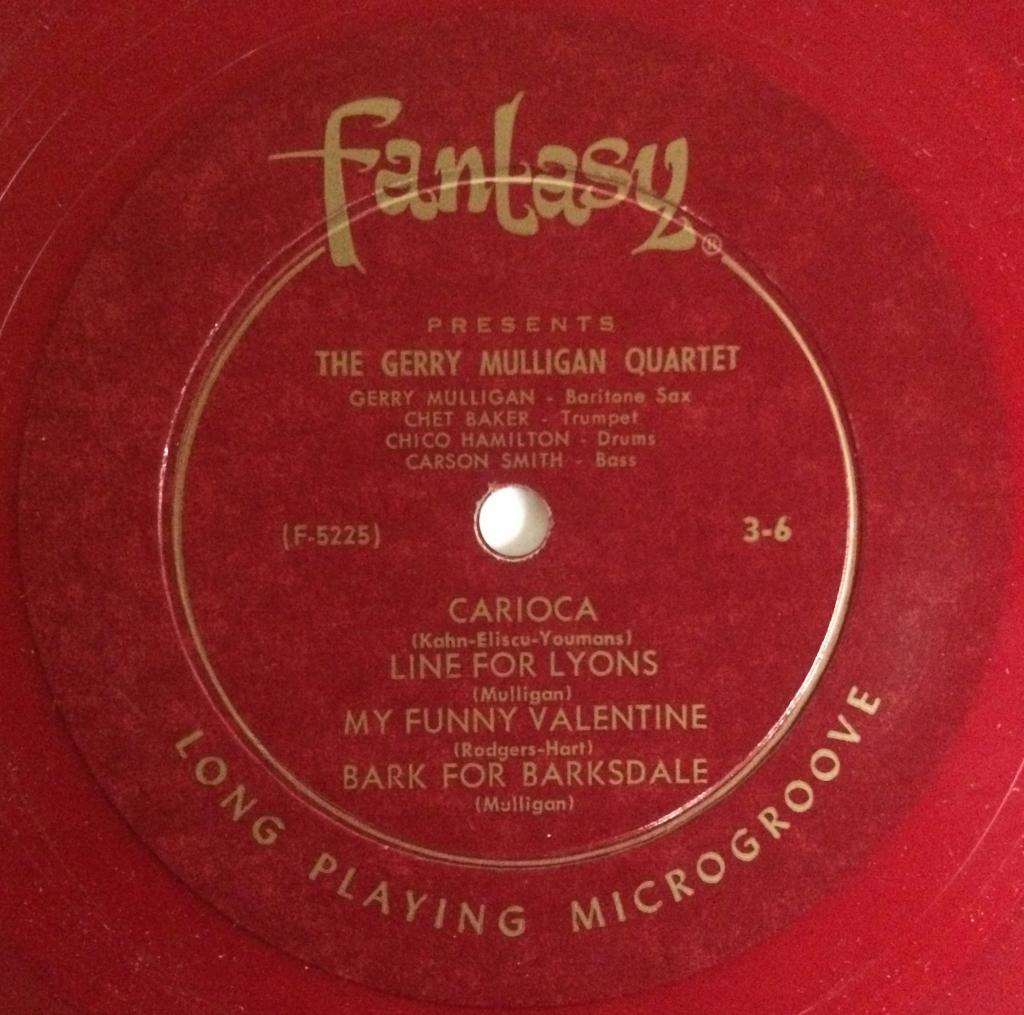 Fantasy®
PRESENTS
THE GERRY MULLIGAN QUARTET
GERRY MULLIGAN - Baritone Sax
CHET BAKER - Trumpet
CHICO HAMILTON - Drums
CARSON SMITH - Bass
(F-5225) 3-6
CARIOCA
(Kahn-Eliscu-Youmans)
LINE FOR LYONS
(Mulligan)
MY FUNNY VALENTINE
(Rodgers-Hart)
BARK FOR BARKSDALE
(Mulligan)
LONG PLAYING MICROGROOVE